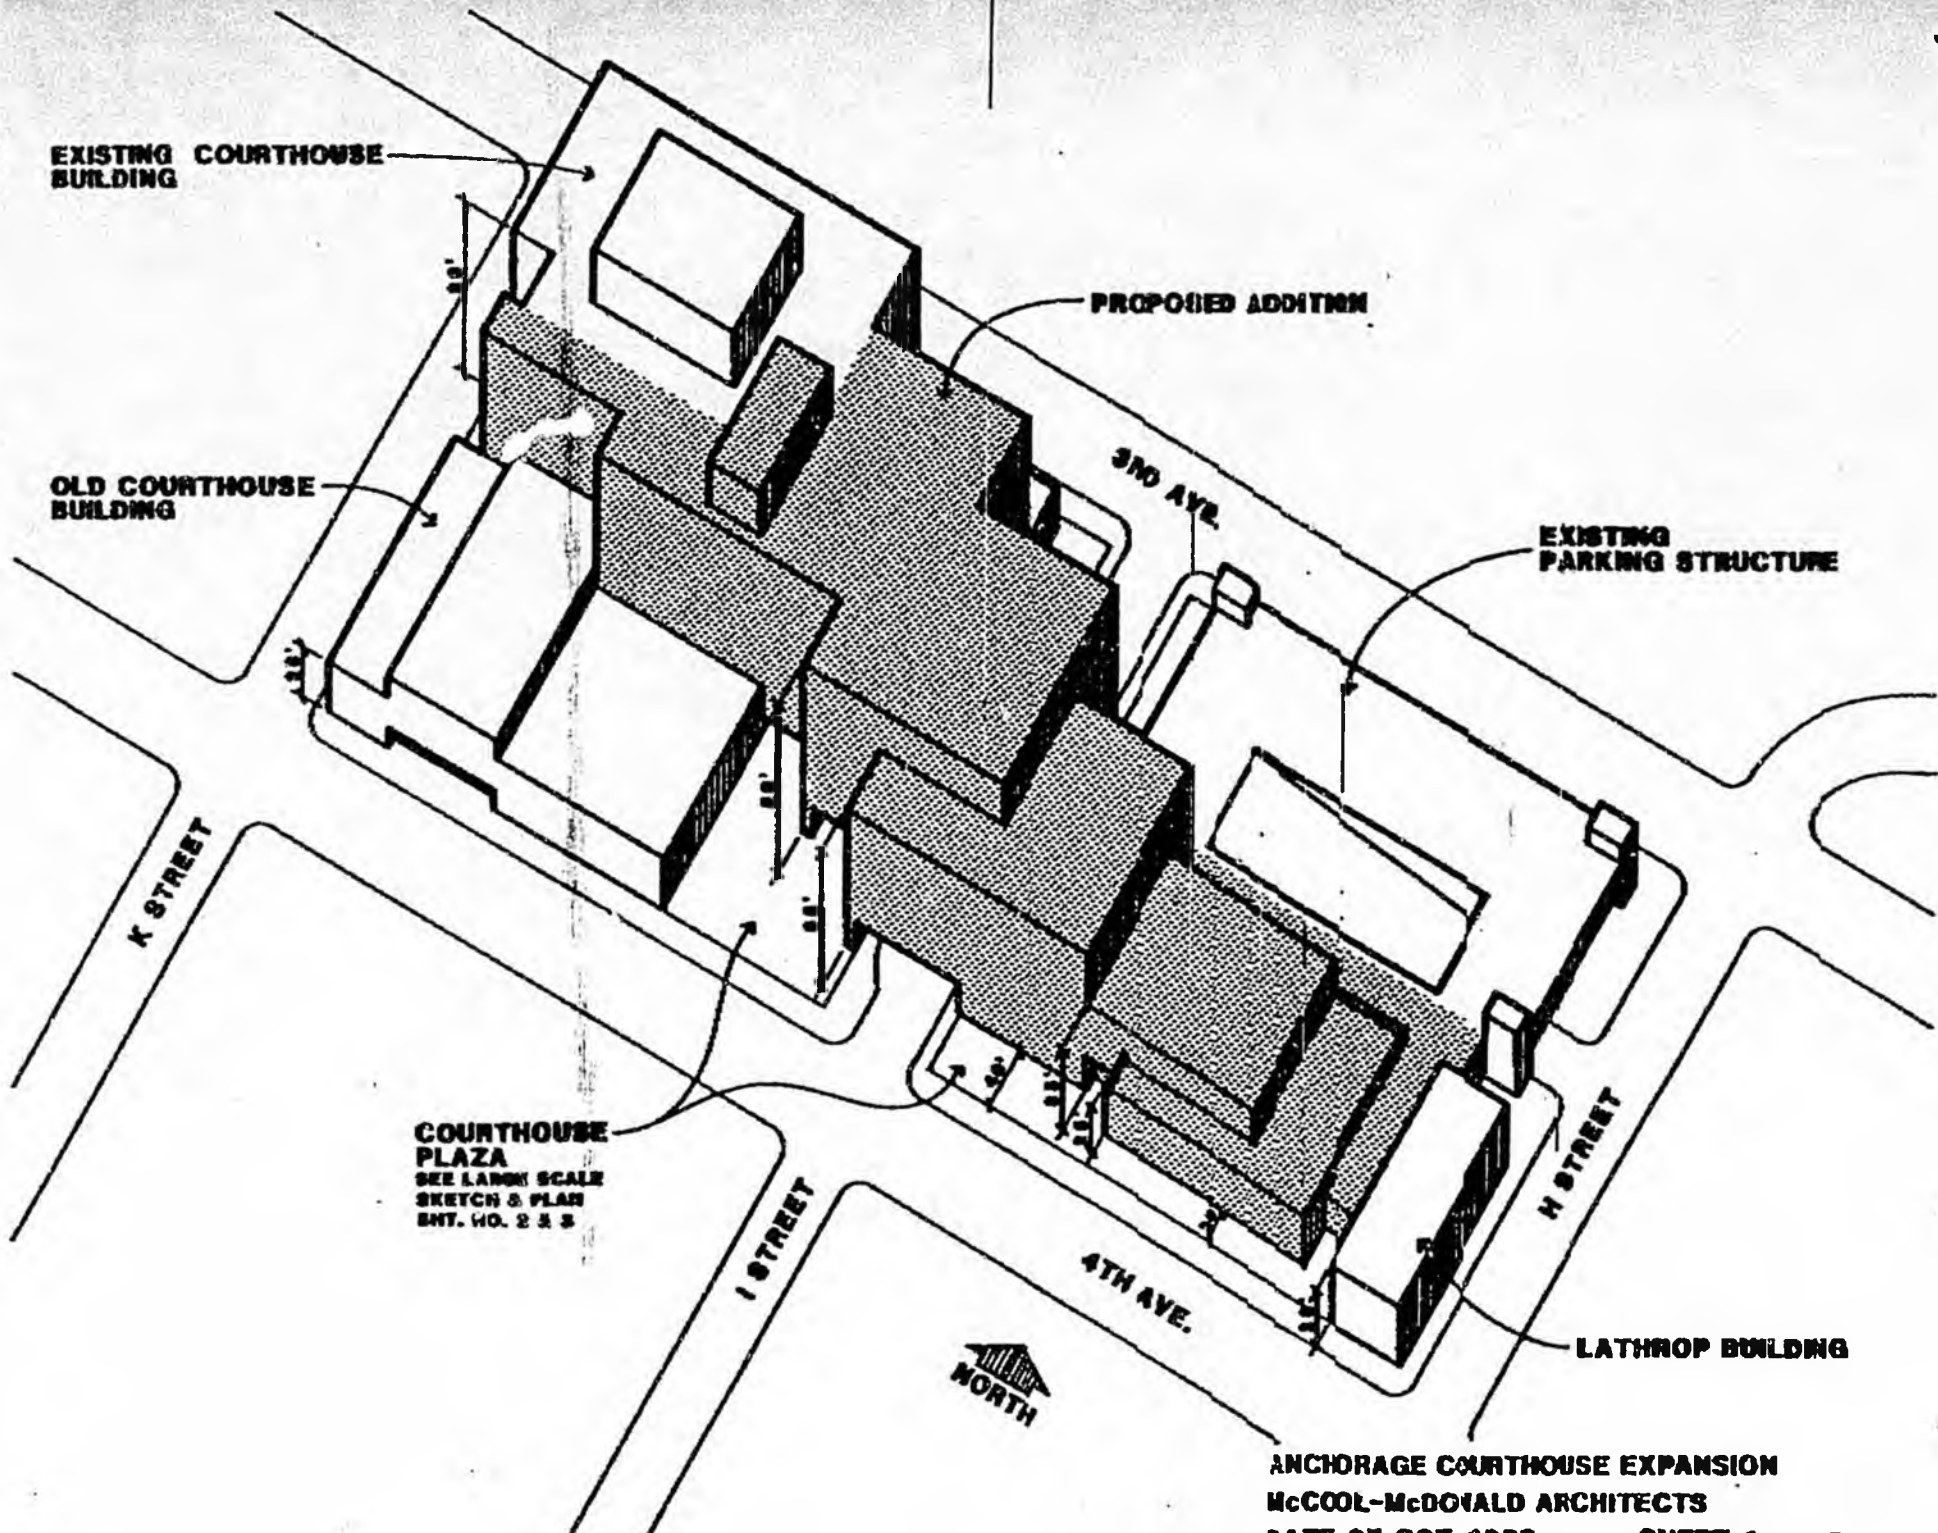 EXISTING COURTHOUSE
BUILDING
PROPOSED ADDITION
OLD COURTHOUSE
BUILDING
3RD AVE.
EXISTING
PARKING STRUCTURE
K STREET
COURTHOUSE
PLAZA
SEE LARGE SCALE
SKETCH & PLAN
SHT. NO. 2 & 3
I STREET
H STREET
4TH AVE.
NORTH
LATHROP BUILDING
ANCHORAGE COURTHOUSE EXPANSION
McCOOL-McDONALD ARCHITECTS